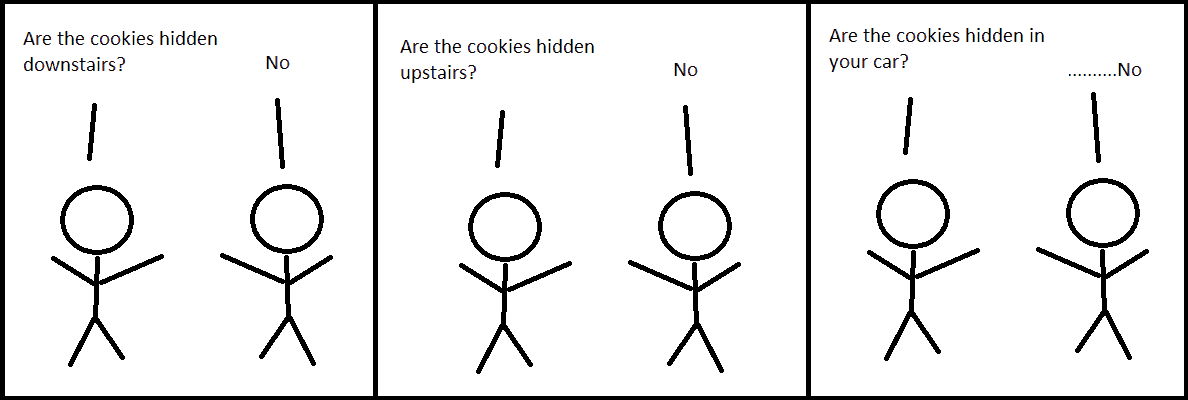 Are the cookies hidden
downstairs?
No
Are the cookies hidden
upstairs?
No
Are the cookies hidden in
your car?
..........No